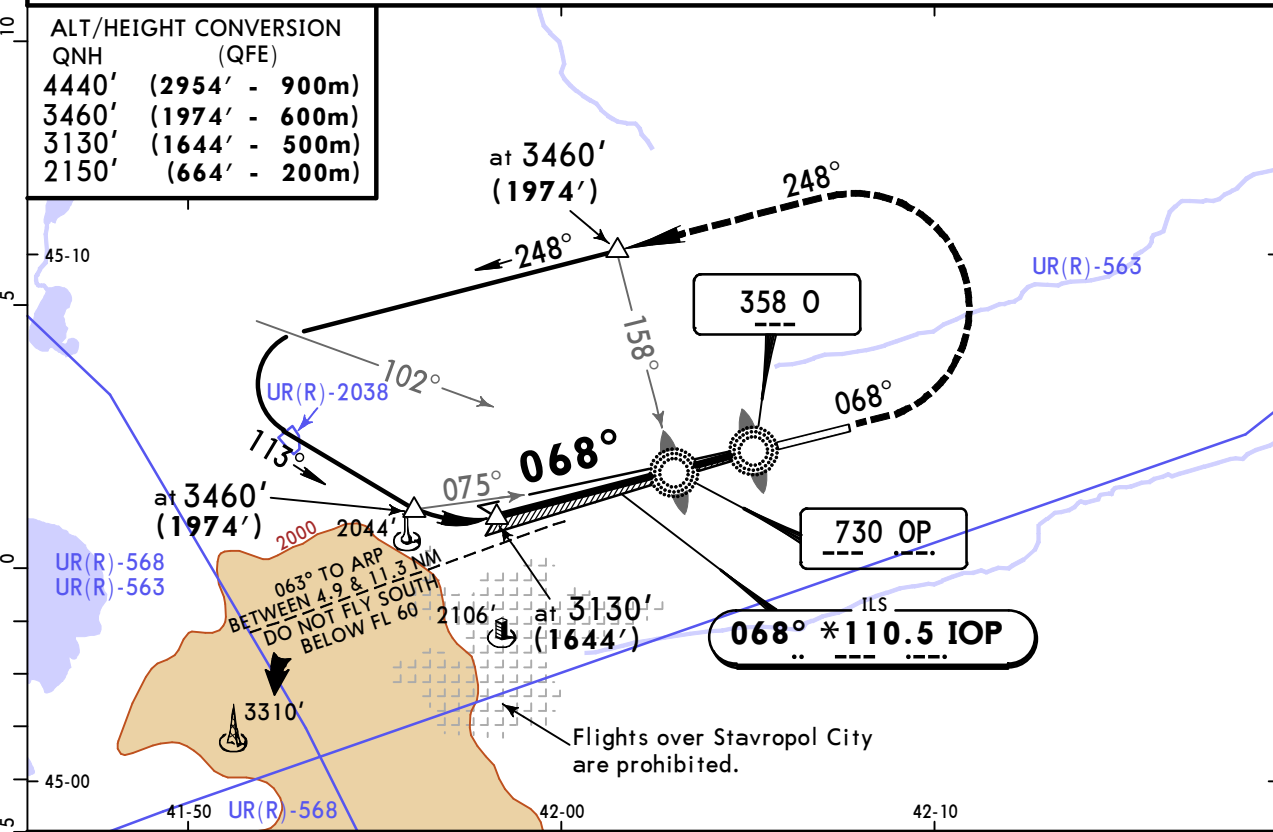 ALT/HEIGHT CONVERSION
QNH (QFE)
4440' (2954' - 900m)
3460' (1974' - 600m)
3130' (1644' - 500m)
2150' (664' - 200m)
10
at 3460'
(1974')
248°
248°
45-10
UR(R)-563
5
358 O
158°
102°
UR(R)-2038
068°
113°
068°
075°
at 3460'
(1974')
2044'
2000
730 OP
0
UR(R)-568
UR(R)-563
063° TO ARP
BETWEEN 4.9 & 11.3 NM
DO NOT FLY SOUTH
BELOW FL 60
2106'
at 3130'
(1644')
ILS
068° *110.5 IOP
3310'
Flights over Stavropol City
are prohibited.
45-00
41-50
UR(R)-568
42-00
42-10
5